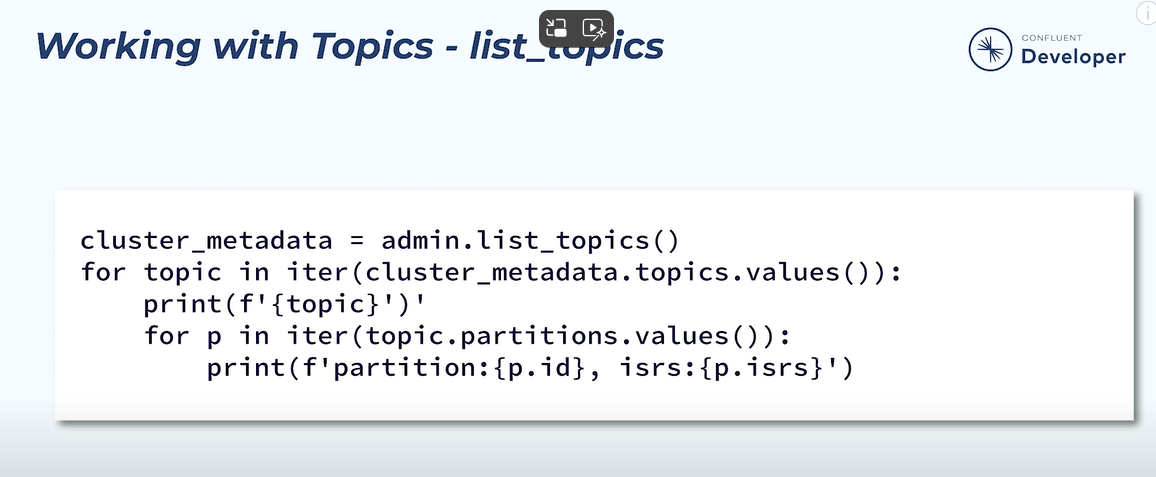 Working with Topics - list_topics
CONFLUENT
Developer
cluster_metadata = admin.list_topics()
for topic in iter(cluster_metadata.topics.values()):
    print(f'{topic}')'
    for p in iter(topic.partitions.values()):
        print(f'partition:{p.id}, isrs:{p.isrs}')